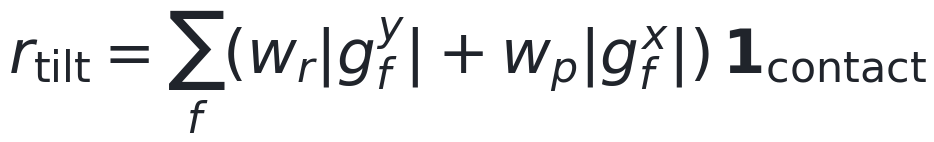 r_tilt = ∑_f (w_r|g_f^y| + w_p|g_f^x|) 𝟏_contact